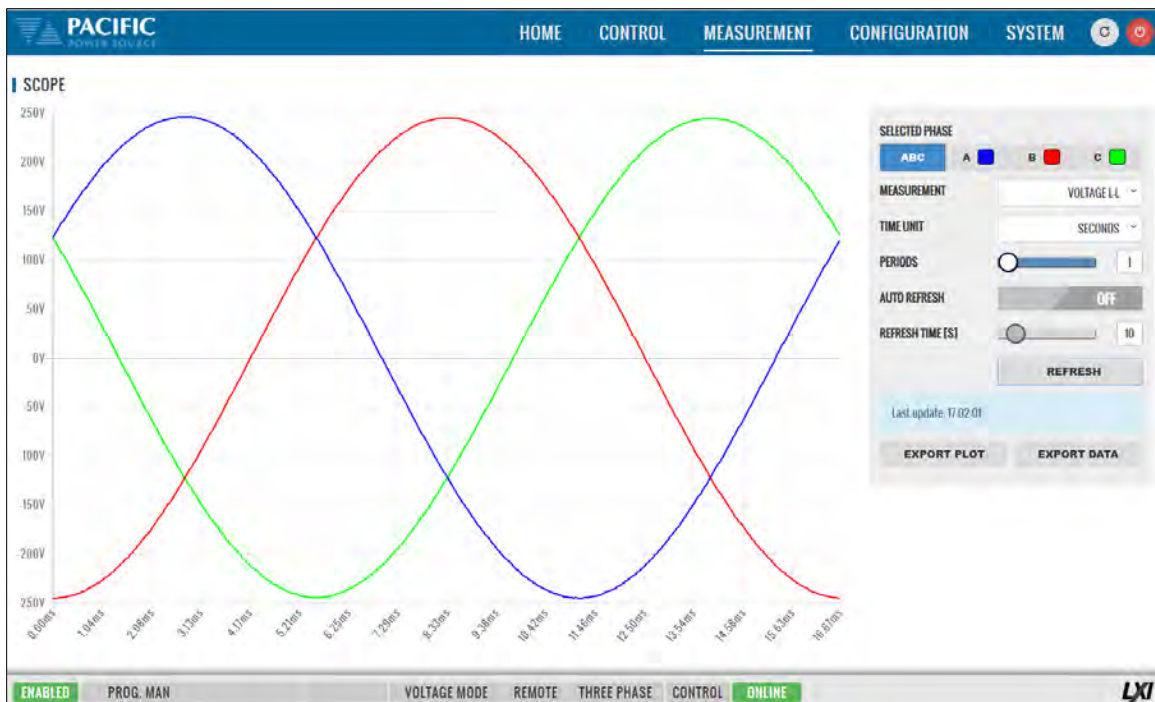 PACIFIC
POWER SOURCE
HOME CONTROL MEASUREMENT CONFIGURATION SYSTEM
SCOPE
250V
200V
150V
100V
50V
0V
-50V
-100V
-150V
-200V
-250V
0.00ms 1.04ms 2.08ms 3.13ms 4.17ms 5.21ms 6.25ms 7.29ms 8.33ms 9.38ms 10.42ms 11.46ms 12.50ms 13.54ms 14.58ms 15.63ms 16.67ms
SELECTED PHASE
ABC A B C
MEASUREMENT VOLTAGE L-L
TIME UNIT SECONDS
PERIODS 1
AUTO REFRESH OFF
REFRESH TIME [S] 10
REFRESH
Last update: 17:02:01
EXPORT PLOT EXPORT DATA
ENABLED PROG. MAN VOLTAGE MODE REMOTE THREE PHASE CONTROL ONLINE LXI